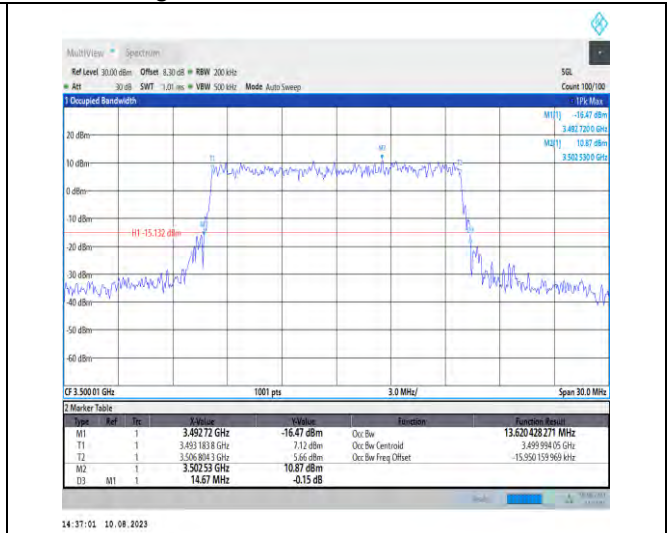 MultiView Spectrum
Ref Level 30.00 dBm Offset 8.30 dB RBW 200 kHz SGL
Att 30 dB SWT 1.01 ms VBW 500 kHz Mode Auto Sweep Count 100/100
1 Occupied Bandwidth 1Pk Max
M1[1] -16.47 dBm
3.492 720 0 GHz
M2[1] 10.87 dBm
3.502 530 0 GHz
20 dBm
M2
10 dBm
T1
0 dBm
-10 dBm
H1 -15.132 dBm
-20 dBm
-30 dBm
-40 dBm
-50 dBm
-60 dBm
CF 3.500 01 GHz 1001 pts 3.0 MHz/ Span 30.0 MHz
2 Marker Table
Type Ref Trc X-Value Y-Value Function Function Result
M1 1 3.492 72 GHz -16.47 dBm Occ Bw 13.620 428 271 MHz
T1 1 3.493 183 8 GHz 7.12 dBm Occ Bw Centroid 3.499 994 05 GHz
T2 1 3.506 804 3 GHz 5.66 dBm Occ Bw Freq Offset -15.950 159 969 kHz
M2 1 3.502 53 GHz 10.87 dBm
D3 M1 1 14.67 MHz -0.15 dB
14:37:01 10.08.2023